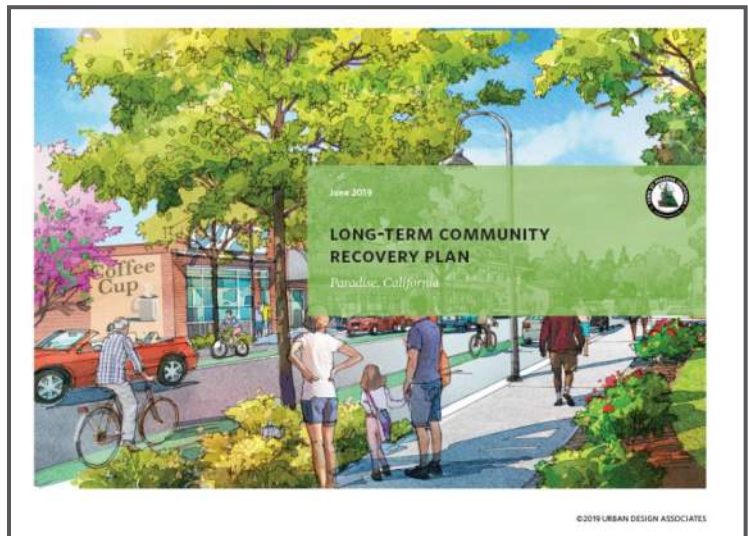 June 2019
LONG-TERM COMMUNITY
RECOVERY PLAN
Paradise, California
Coffee
Cup
©2019 URBAN DESIGN ASSOCIATES